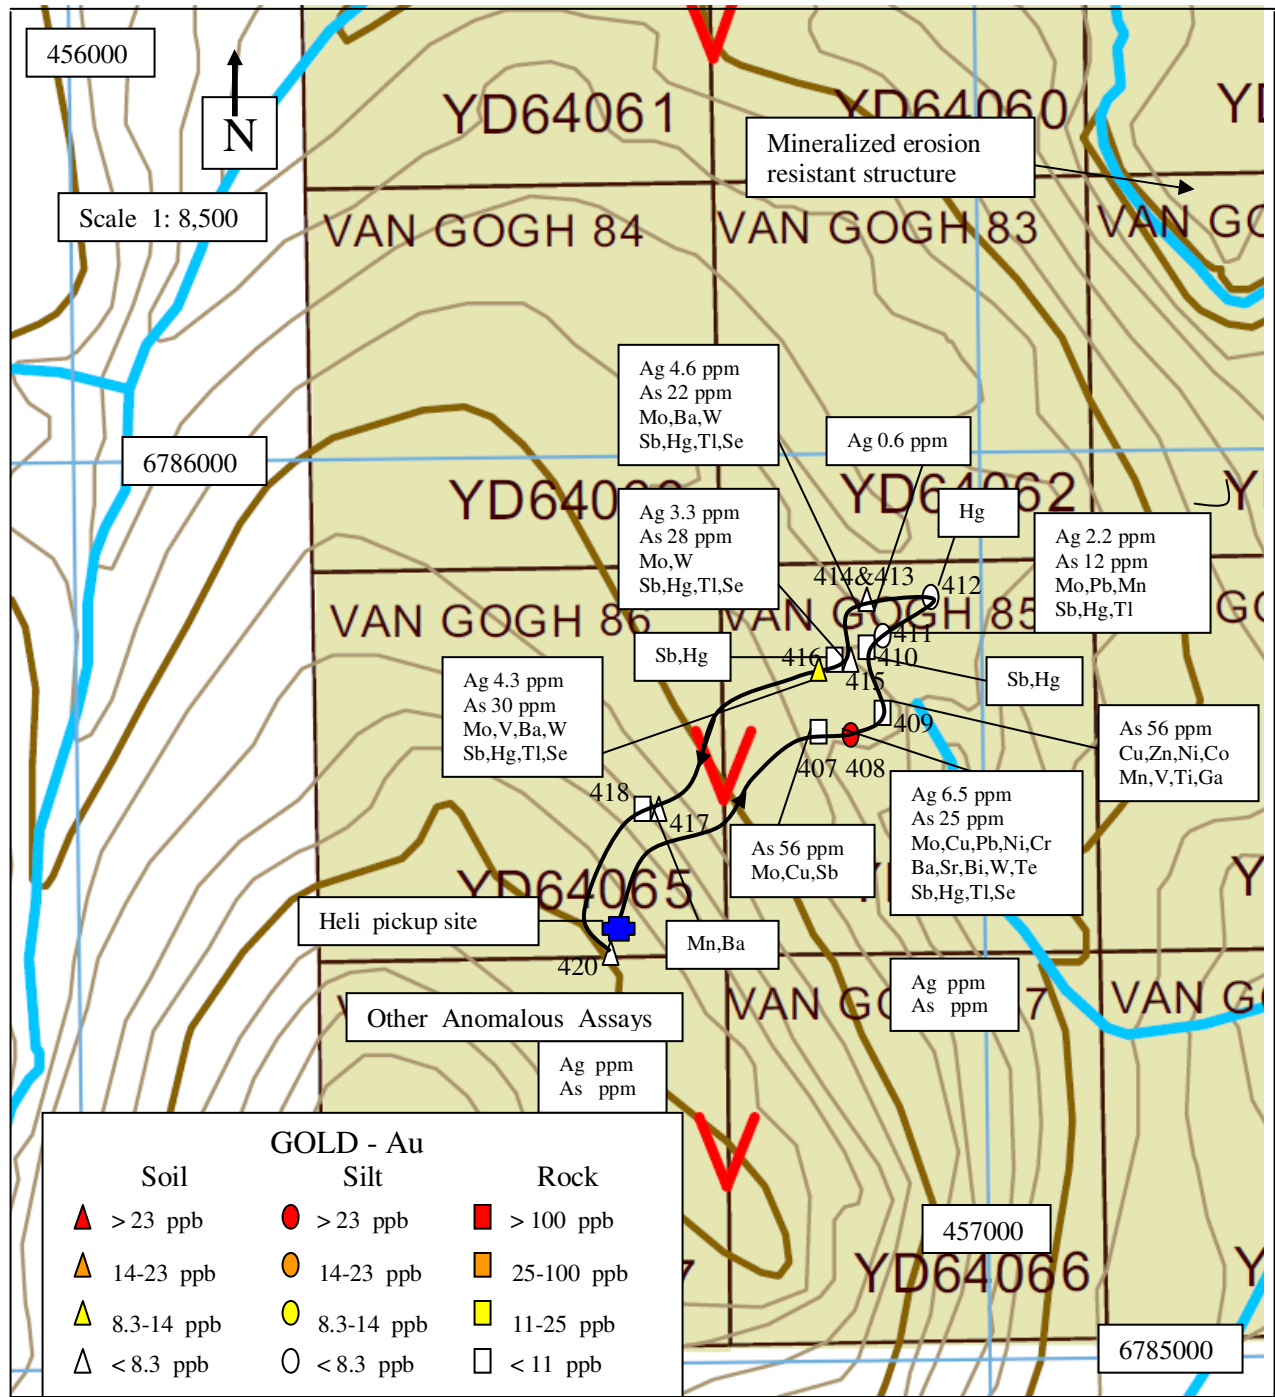 456000
N
Scale 1: 8,500
YD64061
YD64060
Mineralized erosion
resistant structure
VAN GOGH 84
VAN GOGH 83
VAN GO
6786000
Ag 4.6 ppm
As 22 ppm
Mo,Ba,W
Sb,Hg,Tl,Se
Ag 0.6 ppm
YD640
YD64062
Y
Ag 3.3 ppm
As 28 ppm
Mo,W
Sb,Hg,Tl,Se
Hg
Ag 2.2 ppm
As 12 ppm
Mo,Pb,Mn
Sb,Hg,Tl
414&413
412
VAN GOGH 86
VAN GOGH 85
GO
411
410
Sb,Hg
416
415
Sb,Hg
Ag 4.3 ppm
As 30 ppm
Mo,V,Ba,W
Sb,Hg,Tl,Se
409
As 56 ppm
Cu,Zn,Ni,Co
Mn,V,Ti,Ga
407
408
418
417
Ag 6.5 ppm
As 25 ppm
Mo,Cu,Pb,Ni,Cr
Ba,Sr,Bi,W,Te
Sb,Hg,Tl,Se
As 56 ppm
Mo,Cu,Sb
YD64065
Y
Heli pickup site
Mn,Ba
420
Ag ppm
As ppm
VAN GO
7
VAN G
Other Anomalous Assays
Ag ppm
As ppm
GOLD - Au
Soil
Silt
Rock
> 23 ppb
> 23 ppb
> 100 ppb
14-23 ppb
14-23 ppb
25-100 ppb
8.3-14 ppb
8.3-14 ppb
11-25 ppb
< 8.3 ppb
< 8.3 ppb
< 11 ppb
457000
7
YD64066
Y
6785000